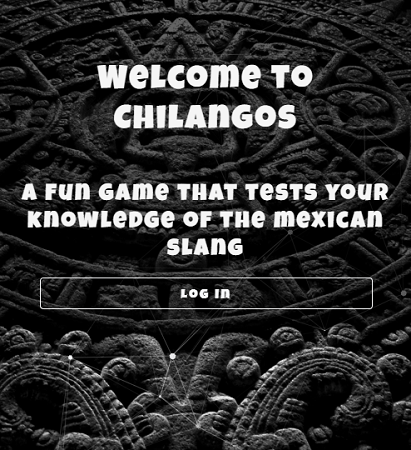 Welcome to
Chilangos
A fun game that tests your
knowledge of the mexican
slang
Log in